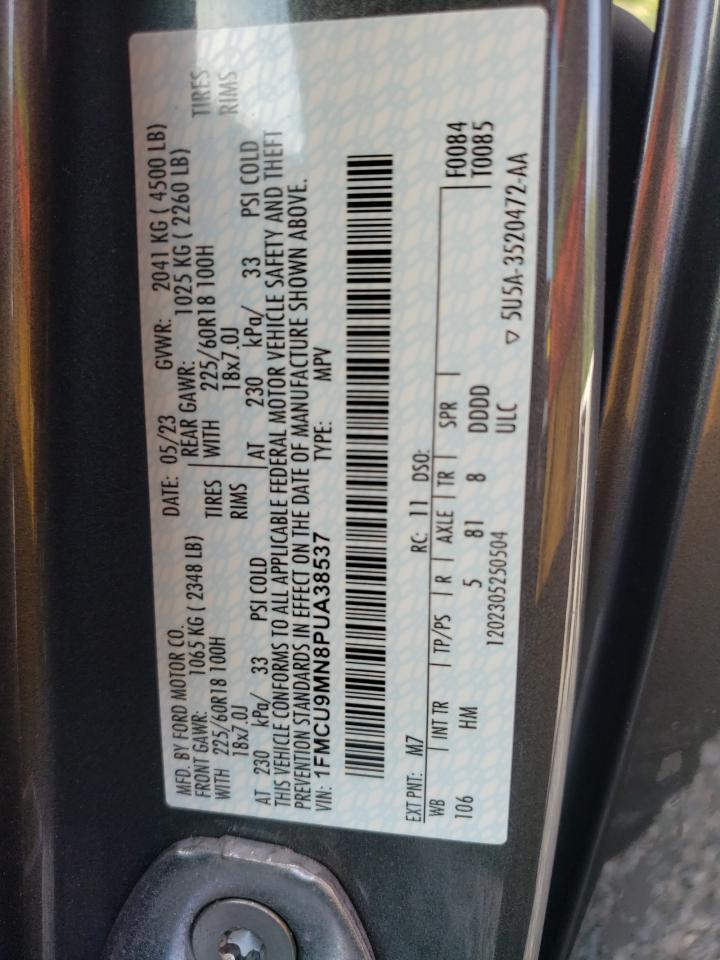 MFD. BY FORD MOTOR CO. DATE: 05/23 GVWR: 2041 KG ( 4500 LB)
FRONT GAWR: 1065 KG ( 2348 LB) REAR GAWR: 1025 KG ( 2260 LB)
WITH 225/60R18 100H TIRES WITH 225/60R18 100H TIRES
18x7.0J RIMS 18x7.0J RIMS
AT 230 kPa/ 33 PSI COLD AT 230 kPa/ 33 PSI COLD
THIS VEHICLE CONFORMS TO ALL APPLICABLE FEDERAL MOTOR VEHICLE SAFETY AND THEFT
PREVENTION STANDARDS IN EFFECT ON THE DATE OF MANUFACTURE SHOWN ABOVE.
VIN: 1FMCU9MN8PUA38537 TYPE: MPV
EXT PNT: M7 RC: 11 DSO: F0084
WB INT TR TP/PS R AXLE TR SPR T0085
106 HM 5 81 8 DDDD
1202305250504 ULC ▽ 5U5A-3520472-AA